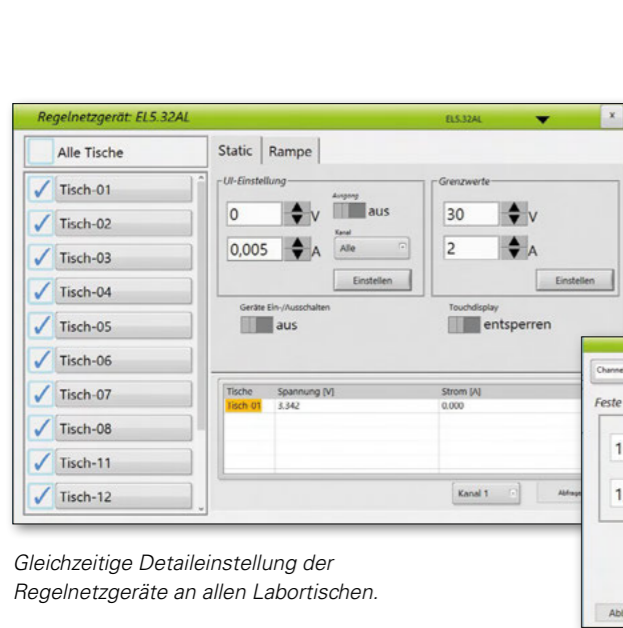 Regelnetzgerät: EL5.32AL
EL5.32AL
x
Alle Tische
Tisch-01
Tisch-02
Tisch-03
Tisch-04
Tisch-05
Tisch-06
Tisch-07
Tisch-08
Tisch-11
Tisch-12
Static Rampe
UI-Einstellung
Ausgang
0 V aus
Kanal
0,005 A Alle
Einstellen
Grenzwerte
30 V
2 A
Einstellen
Geräte Ein-/Ausschalten
aus
Touchdisplay
entsperren
Tische Spannung [V] Strom [A]
Tisch 01 3.342 0.000
Kanal 1
Feste
1
1
Gleichzeitige Detaileinstellung der
Regelnetzgeräte an allen Labortischen.